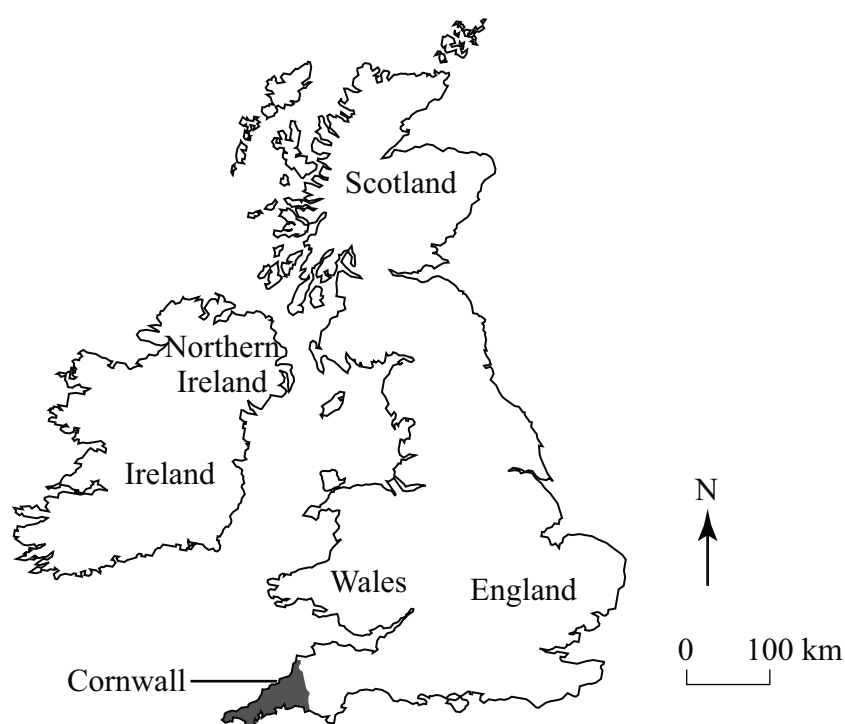 Scotland
Northern
Ireland
Ireland
N
Wales
England
0 100 km
Cornwall